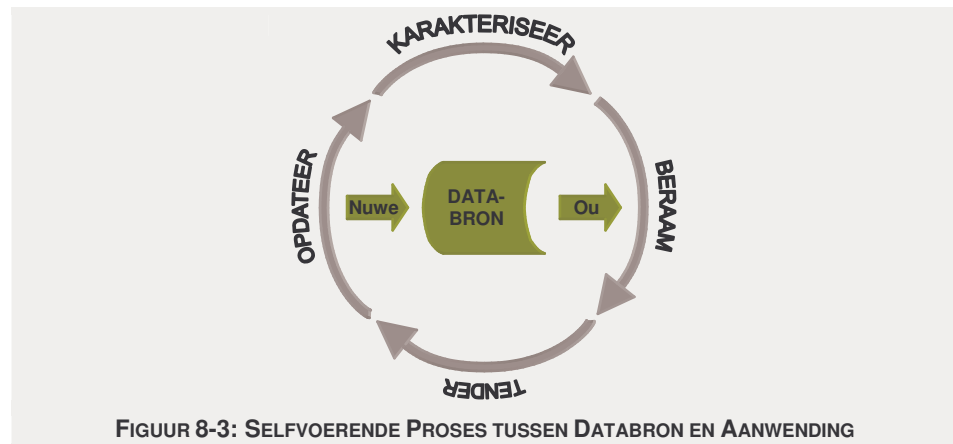 KARAKTERISEER
BERAAM
OPDATEER
Nuwe
DATA-
BRON
Ou
TENDER
FIGUUR 8-3: SELFVOERENDE PROSES TUSSEN DATABRON EN AANWENDING